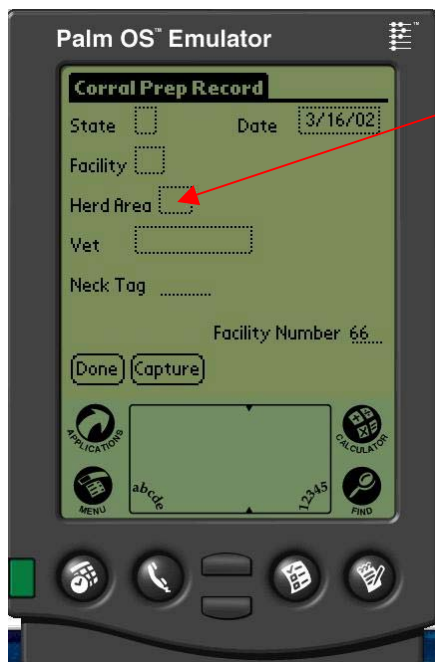 Palm OS™ Emulator
™
Corral Prep Record
State
Date 3/16/02
Facility
Herd Area
Vet
Neck Tag
Facility Number 66
Done Capture
APPLICATIONS
CALCULATOR
MENU
abcde
12345
FIND